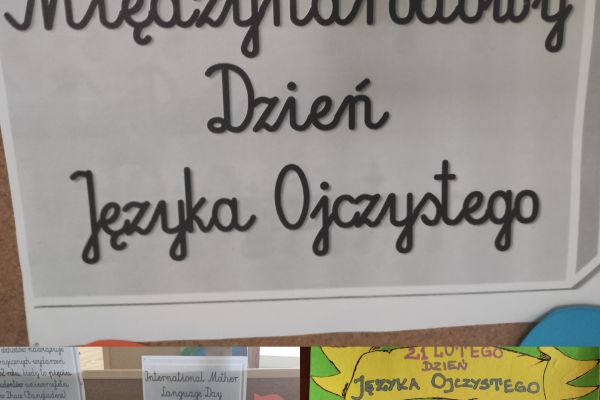 Międzynarodowy
Dzień
Języka Ojczystego
International Mother
Language Day
21 LUTEGO
DZIEŃ
JĘZYKA OJCZYSTEGO